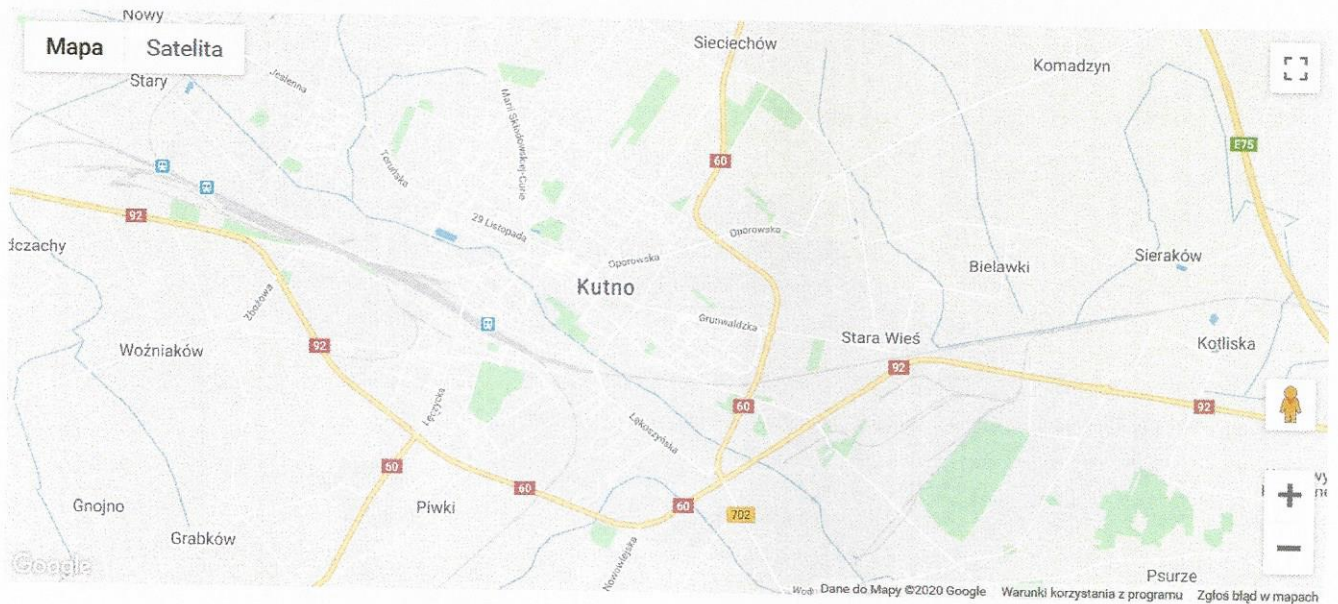 Nowy
Mapa Satelita
Stary
Jesienna
Marii Skłodowskiej-Curie
Toruńska
Sieciechów
Komadzyn
E75
60
92
29 Listopada
Oporowska
Oporowska
dczachy
Kutno
Bielawki
Sieraków
Zbożowa
Grunwaldzka
Stara Wieś
Woźniaków
92
92
Kotliska
Łęczycka
60
92
Łąkoszyńska
60
60
60
702
Gnojno
Piwki
Grabków
Nowowiejska
Psurze
Google
Dane do Mapy ©2020 Google Warunki korzystania z programu Zgłoś błąd w mapach